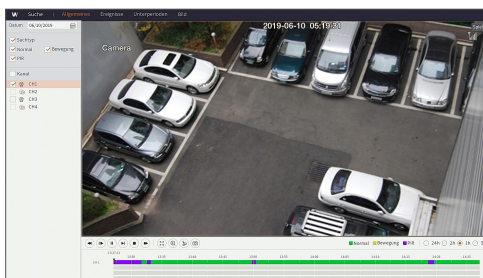 Suche Allgemeines Ereignisse Unterperioden Bild
Datum 06/10/2019
Suchtyp
Normal Bewegung
PIR
Kanal
CH1
CH2
CH3
CH4
2019-06-10 05:19:31
Camera
Normal Bewegung PIR 24h 2h 1h
CH1